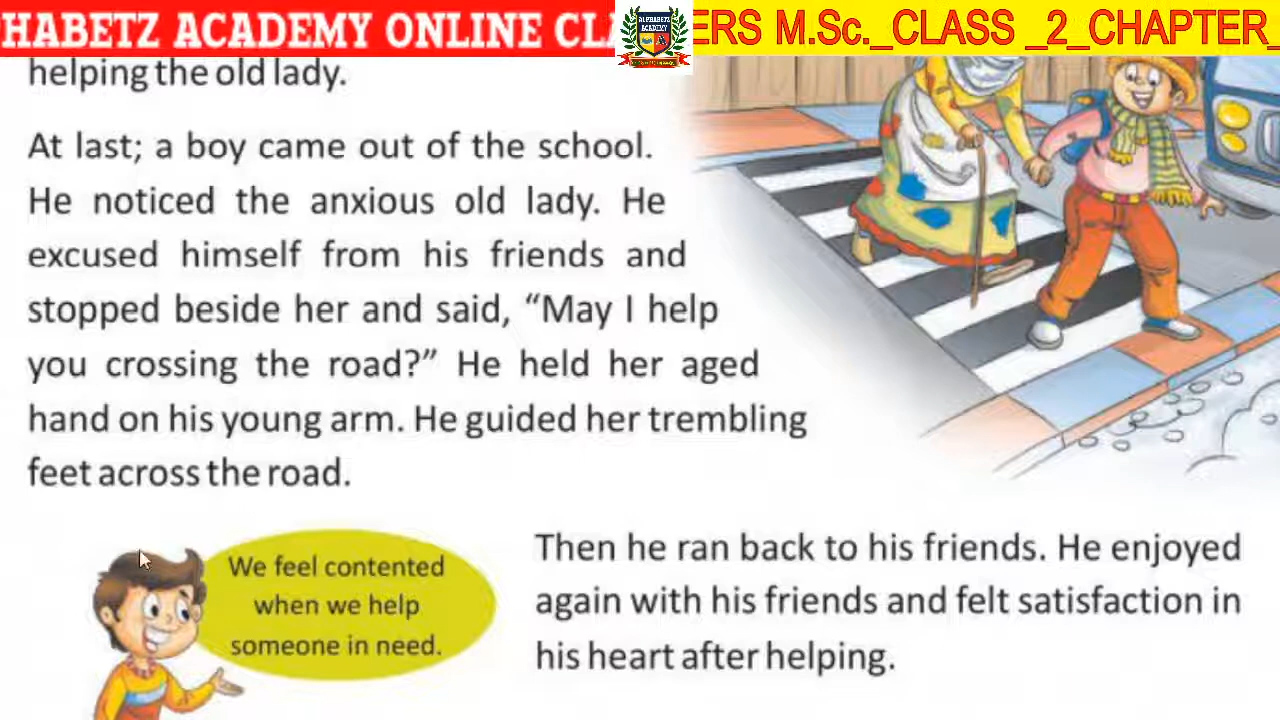 HABETZ ACADEMY ONLINE CLA
ALPHABETZ
ACADEMY
ERS M.Sc._CLASS _2_CHAPTER_
helping the old lady.
At last; a boy came out of the school.
He noticed the anxious old lady. He
excused himself from his friends and
stopped beside her and said, “May I help
you crossing the road?” He held her aged
hand on his young arm. He guided her trembling
feet across the road.
We feel contented
when we help
someone in need.
Then he ran back to his friends. He enjoyed
again with his friends and felt satisfaction in
his heart after helping.